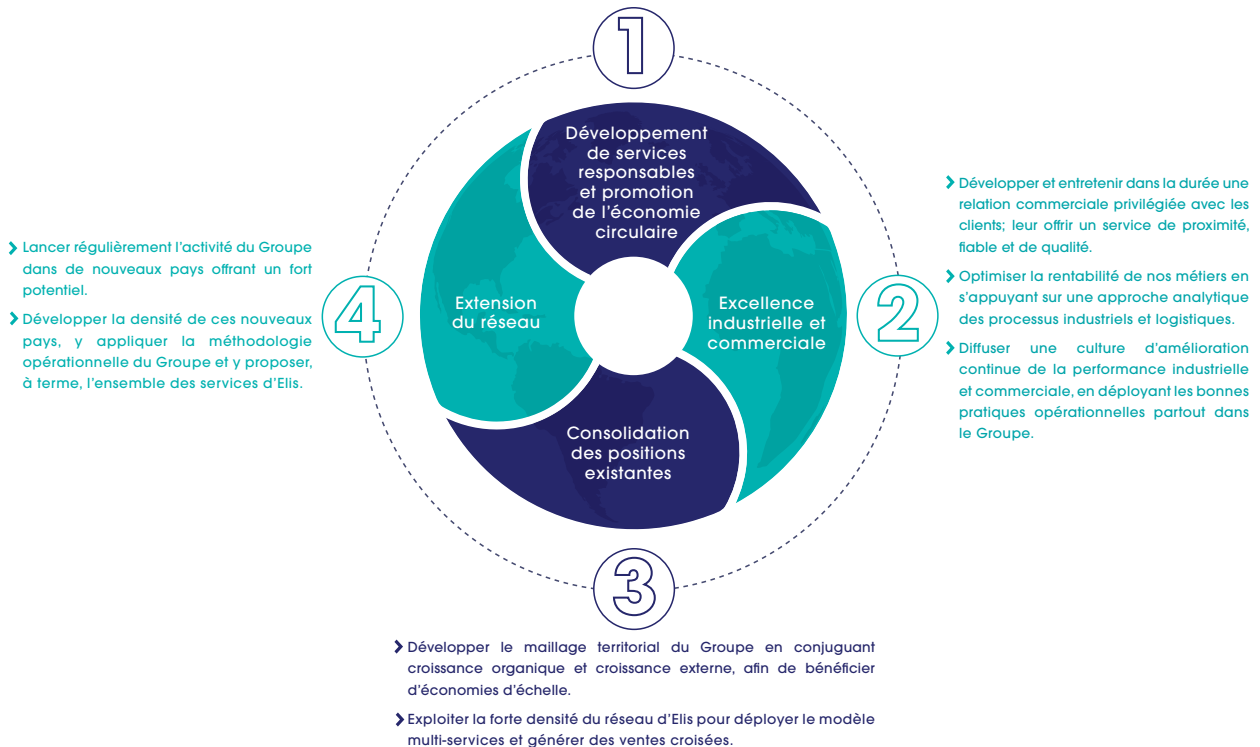 1
Développement
de services
responsables
et promotion
de l'économie
circulaire
2
Excellence
industrielle et
commerciale
❯ Développer et entretenir dans la durée une
relation commerciale privilégiée avec les
clients; leur offrir un service de proximité,
fiable et de qualité.
❯ Optimiser la rentabilité de nos métiers en
s'appuyant sur une approche analytique
des processus industriels et logistiques.
❯ Diffuser une culture d'amélioration
continue de la performance industrielle
et commerciale, en déployant les bonnes
pratiques opérationnelles partout dans
le Groupe.
3
Consolidation
des positions
existantes
❯ Développer le maillage territorial du Groupe en conjuguant
croissance organique et croissance externe, afin de bénéficier
d'économies d'échelle.
❯ Exploiter la forte densité du réseau d'Elis pour déployer le modèle
multi-services et générer des ventes croisées.
4
Extension
du réseau
❯ Lancer régulièrement l'activité du Groupe
dans de nouveaux pays offrant un fort
potentiel.
❯ Développer la densité de ces nouveaux
pays, y appliquer la méthodologie
opérationnelle du Groupe et y proposer,
à terme, l'ensemble des services d'Elis.